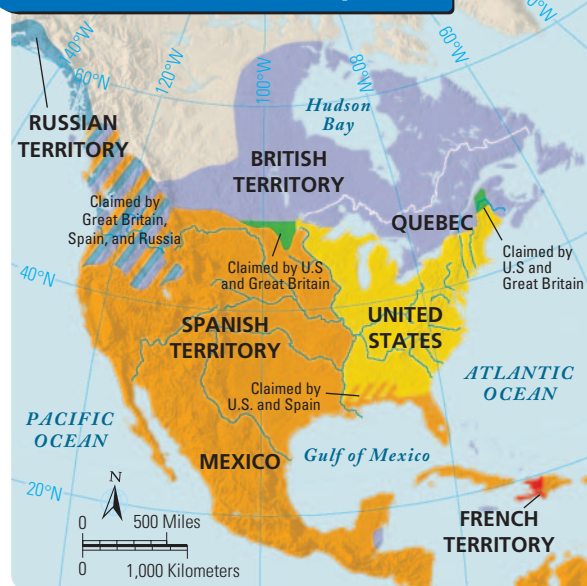 140°W
120°W
100°W
80°W
60°W
0°W
60°N
Hudson
Bay
RUSSIAN
TERRITORY
BRITISH
TERRITORY
Claimed by
Great Britain,
Spain, and Russia
QUEBEC
Claimed by
U.S and
Great Britain
Claimed by U.S
and Great Britain
40°N
SPANISH
TERRITORY
UNITED
STATES
ATLANTIC
OCEAN
Claimed by
U.S. and Spain
PACIFIC
OCEAN
MEXICO
Gulf of Mexico
20°N
N
0 500 Miles
0 1,000 Kilometers
FRENCH
TERRITORY